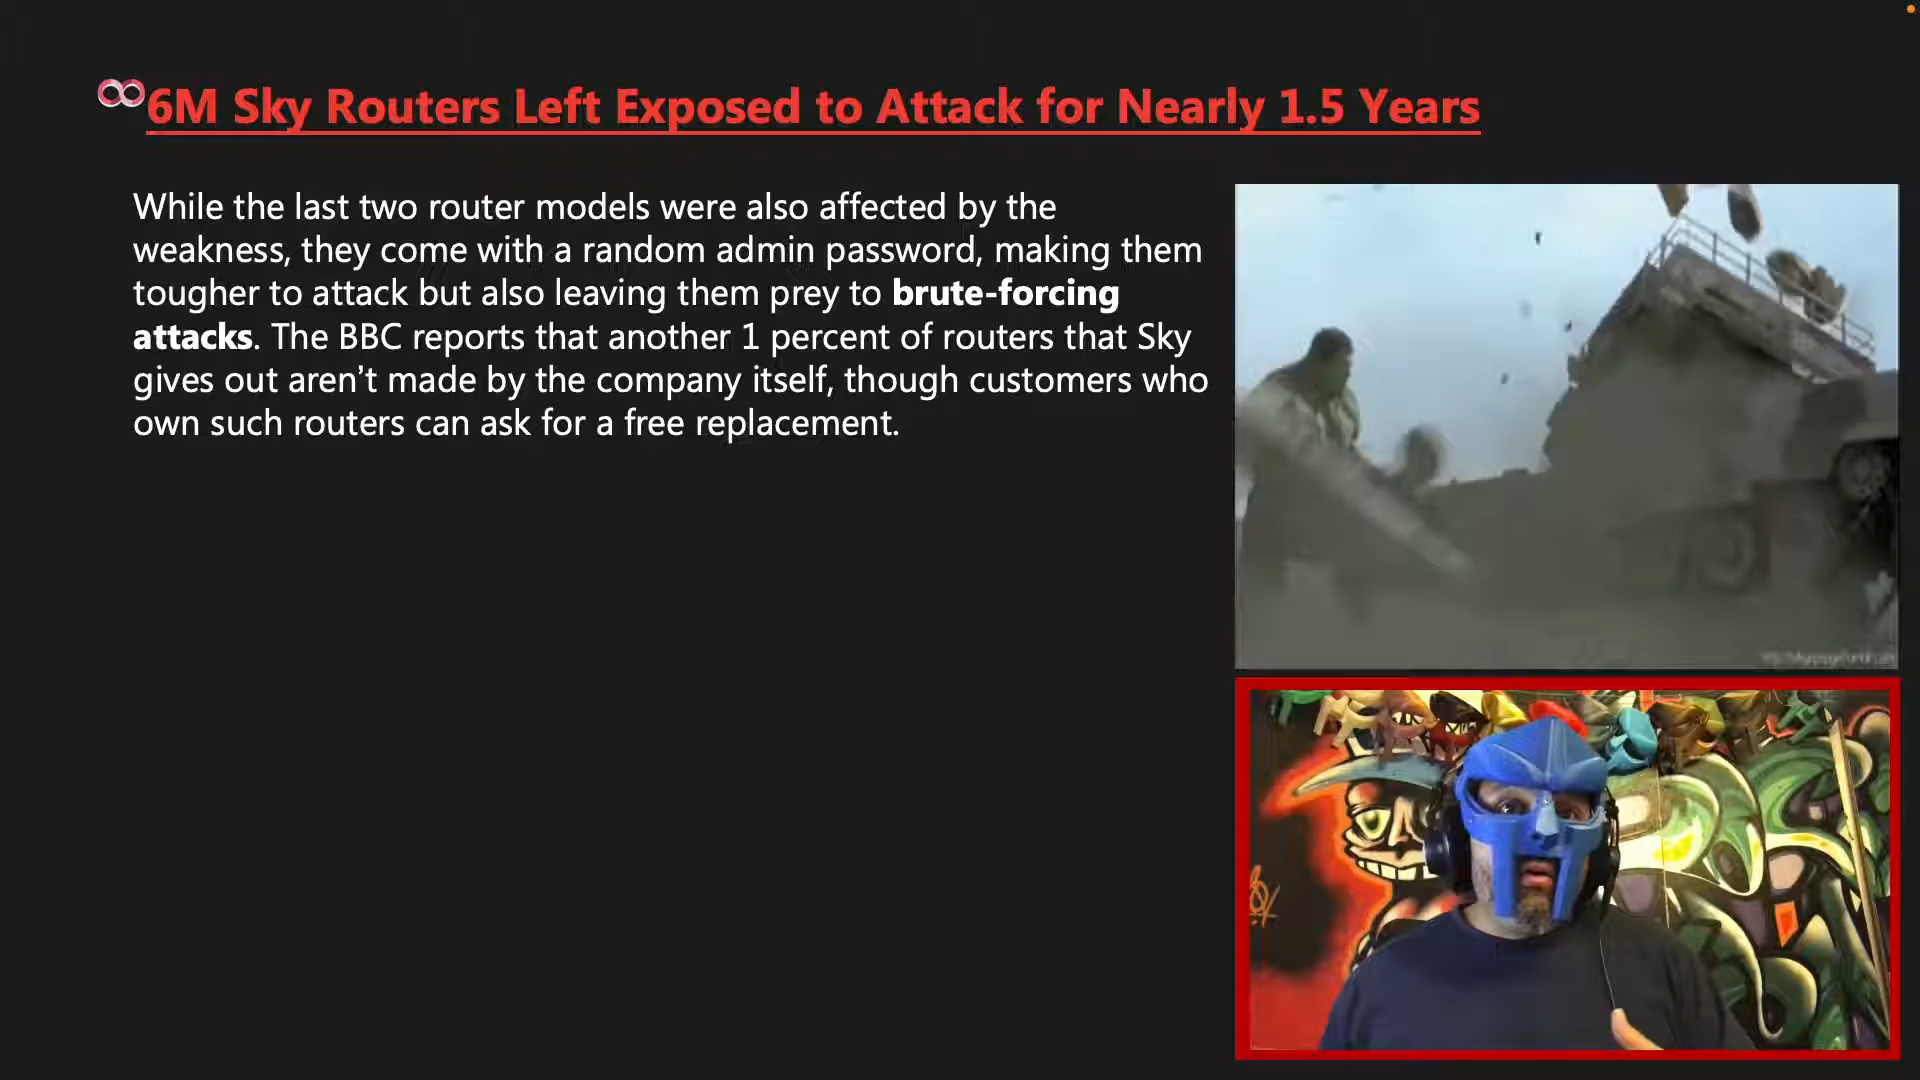 6M Sky Routers Left Exposed to Attack for Nearly 1.5 Years
While the last two router models were also affected by the
weakness, they come with a random admin password, making them
tougher to attack but also leaving them prey to brute-forcing
attacks. The BBC reports that another 1 percent of routers that Sky
gives out aren’t made by the company itself, though customers who
own such routers can ask for a free replacement.